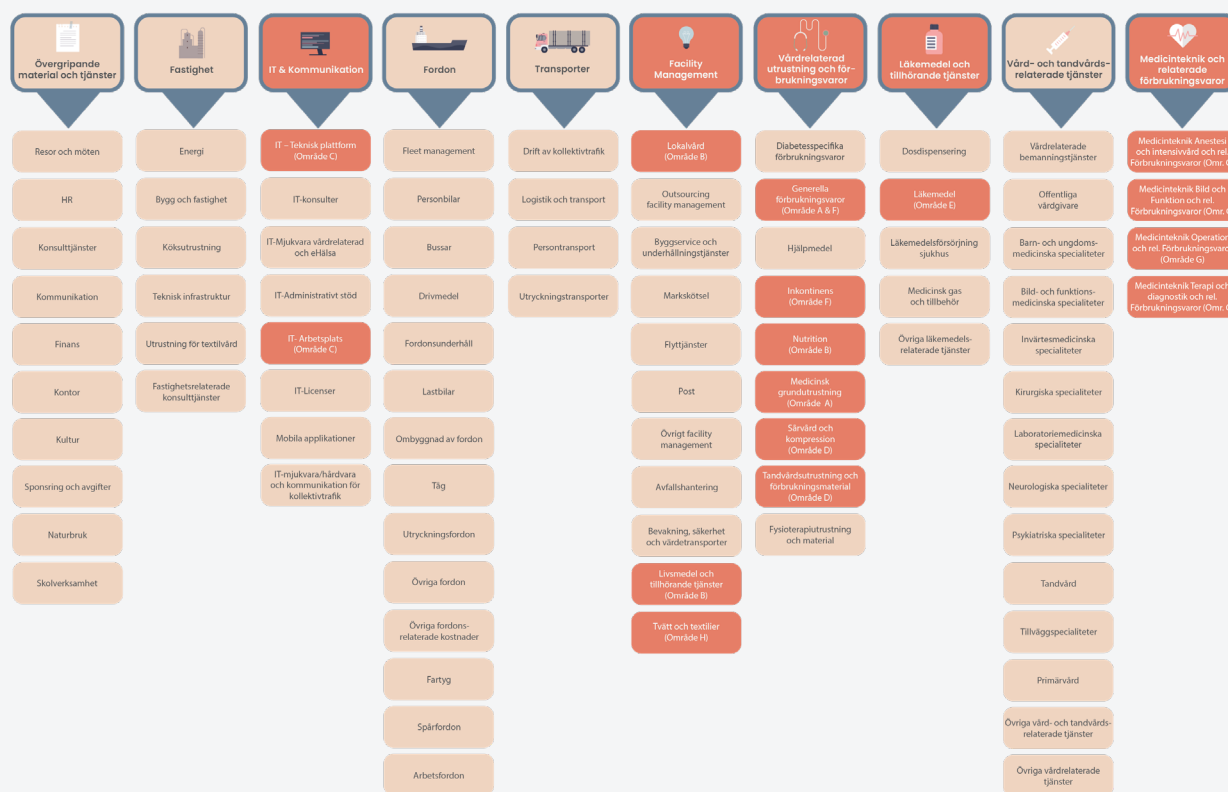 Övergripande
material och tjänster
Resor och möten
HR
Konsulttjänster
Kommunikation
Finans
Kontor
Kultur
Sponsring och avgifter
Naturbruk
Skolverksamhet
Fastighet
Energi
Bygg och fastighet
Köksutrustning
Teknisk infrastruktur
Utrustning för textilvård
Fastighetsrelaterade
konsulttjänster
IT & Kommunikation
IT – Teknisk plattform
(Område C)
IT-konsulter
IT-Mjukvara vårdrelaterad
och eHälsa
IT-Administrativt stöd
IT- Arbetsplats
(Område C)
IT-Licenser
Mobila applikationer
IT-mjukvara/hårdvara
och kommunikation för
kollektivtrafik
Fordon
Fleet management
Personbilar
Bussar
Drivmedel
Fordonsunderhåll
Lastbilar
Ombyggnad av fordon
Tåg
Utryckningsfordon
Övriga fordon
Övriga fordons-
relaterade kostnader
Fartyg
Spårfordon
Arbetsfordon
Transporter
Drift av kollektivtrafik
Logistik och transport
Persontransport
Utryckningstransporter
Facility
Management
Lokalvård
(Område B)
Outsourcing
facility management
Byggservice och
underhållningstjänster
Markskötsel
Flyttjänster
Post
Övrigt facility
management
Avfallshantering
Bevakning, säkerhet
och värdetransporter
Livsmedel och
tillhörande tjänster
(Område B)
Tvätt och textilier
(Område H)
Vårdrelaterad
utrustning och för-
brukningsvaror
Diabetesspecifika
förbrukningsvaror
Generella
förbrukningsvaror
(Område A & F)
Hjälpmedel
Inkontinens
(Område F)
Nutrition
(Område B)
Medicinsk
grundutrustning
(Område A)
Sårvård och
kompression
(Område D)
Tandvårdsutrustning och
förbrukningsmaterial
(Område D)
Fysioterapiutrustning
och material
Läkemedel och
tillhörande tjänster
Dosdispensering
Läkemedel
(Område E)
Läkemedelsförsörjning
sjukhus
Medicinsk gas
och tillbehör
Övriga läkemedels-
relaterade tjänster
Vård- och tandvårds-
relaterade tjänster
Vårdrelaterade
bemanningstjänster
Offentliga
vårdgivare
Barn- och ungdoms-
medicinska specialiteter
Bild- och funktions-
medicinska specialiteter
Invärtesmedicinska
specialiteter
Kirurgiska specialiteter
Laboratoriemedicinska
specialiteter
Neurologiska specialiteter
Psykiatriska specialiteter
Tandvård
Tilläggspecialiteter
Primärvård
Övriga vård- och tandvårds-
relaterade tjänster
Övriga vårdrelaterade
tjänster
Medicinteknik och
relaterade
förbrukningsvaror
Medicinteknik Anestesi
och intensivvård och rel.
Förbrukningsvaror (Omr.
Medicinteknik Bild och
Funktion och rel.
Förbrukningsvaror (Omr.
Medicinteknik Operation
och rel. Förbrukningsvaror
(Område G)
Medicinteknik Terapi och
diagnostik och rel.
Förbrukningsvaror (Omr.